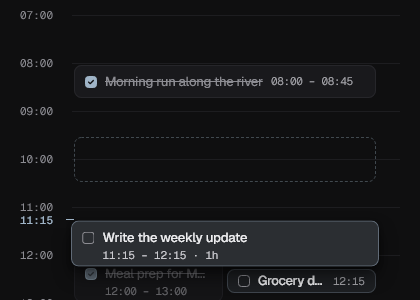 07:00
08:00
Morning run along the river 08:00 – 08:45
09:00
10:00
11:00
11:15
Write the weekly update
11:15 – 12:15 · 1h
12:00
Meal prep for M…
12:00 – 13:00
Grocery d… 12:15